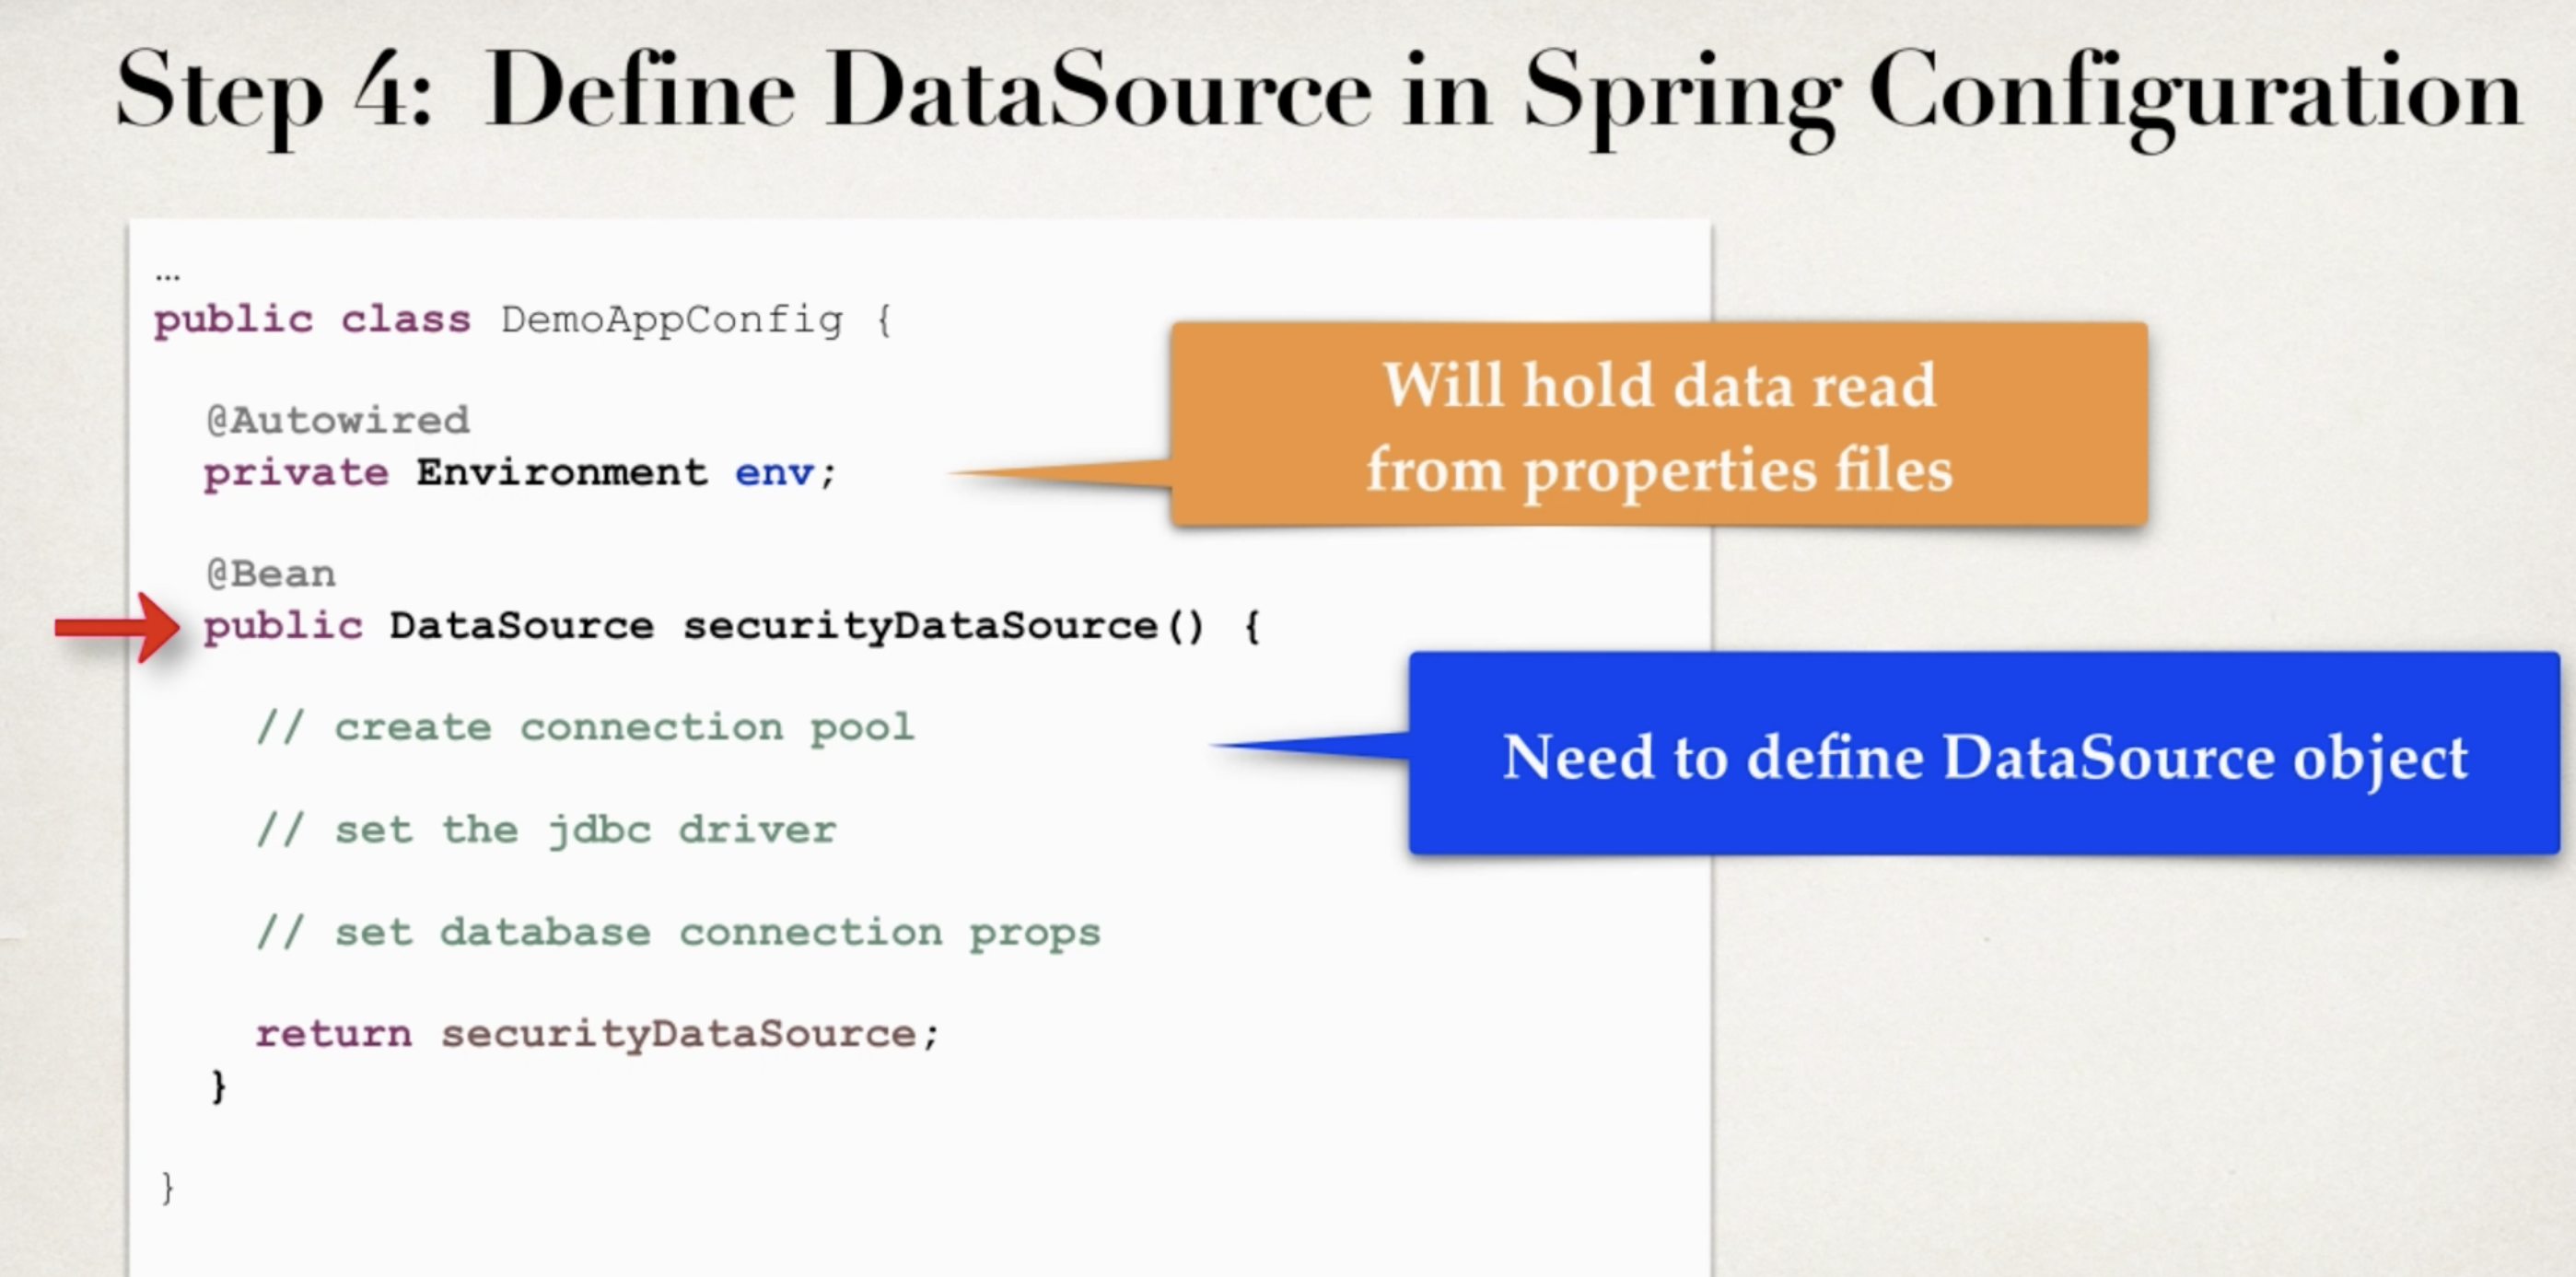 Step 4: Define DataSource in Spring Configuration
...
public class DemoAppConfig {
@Autowired
private Environment env;
Will hold data read
from properties files
@Bean
public DataSource securityDataSource() {
// create connection pool
Need to define DataSource object
// set the jdbc driver
// set database connection props
return securityDataSource;
}
}